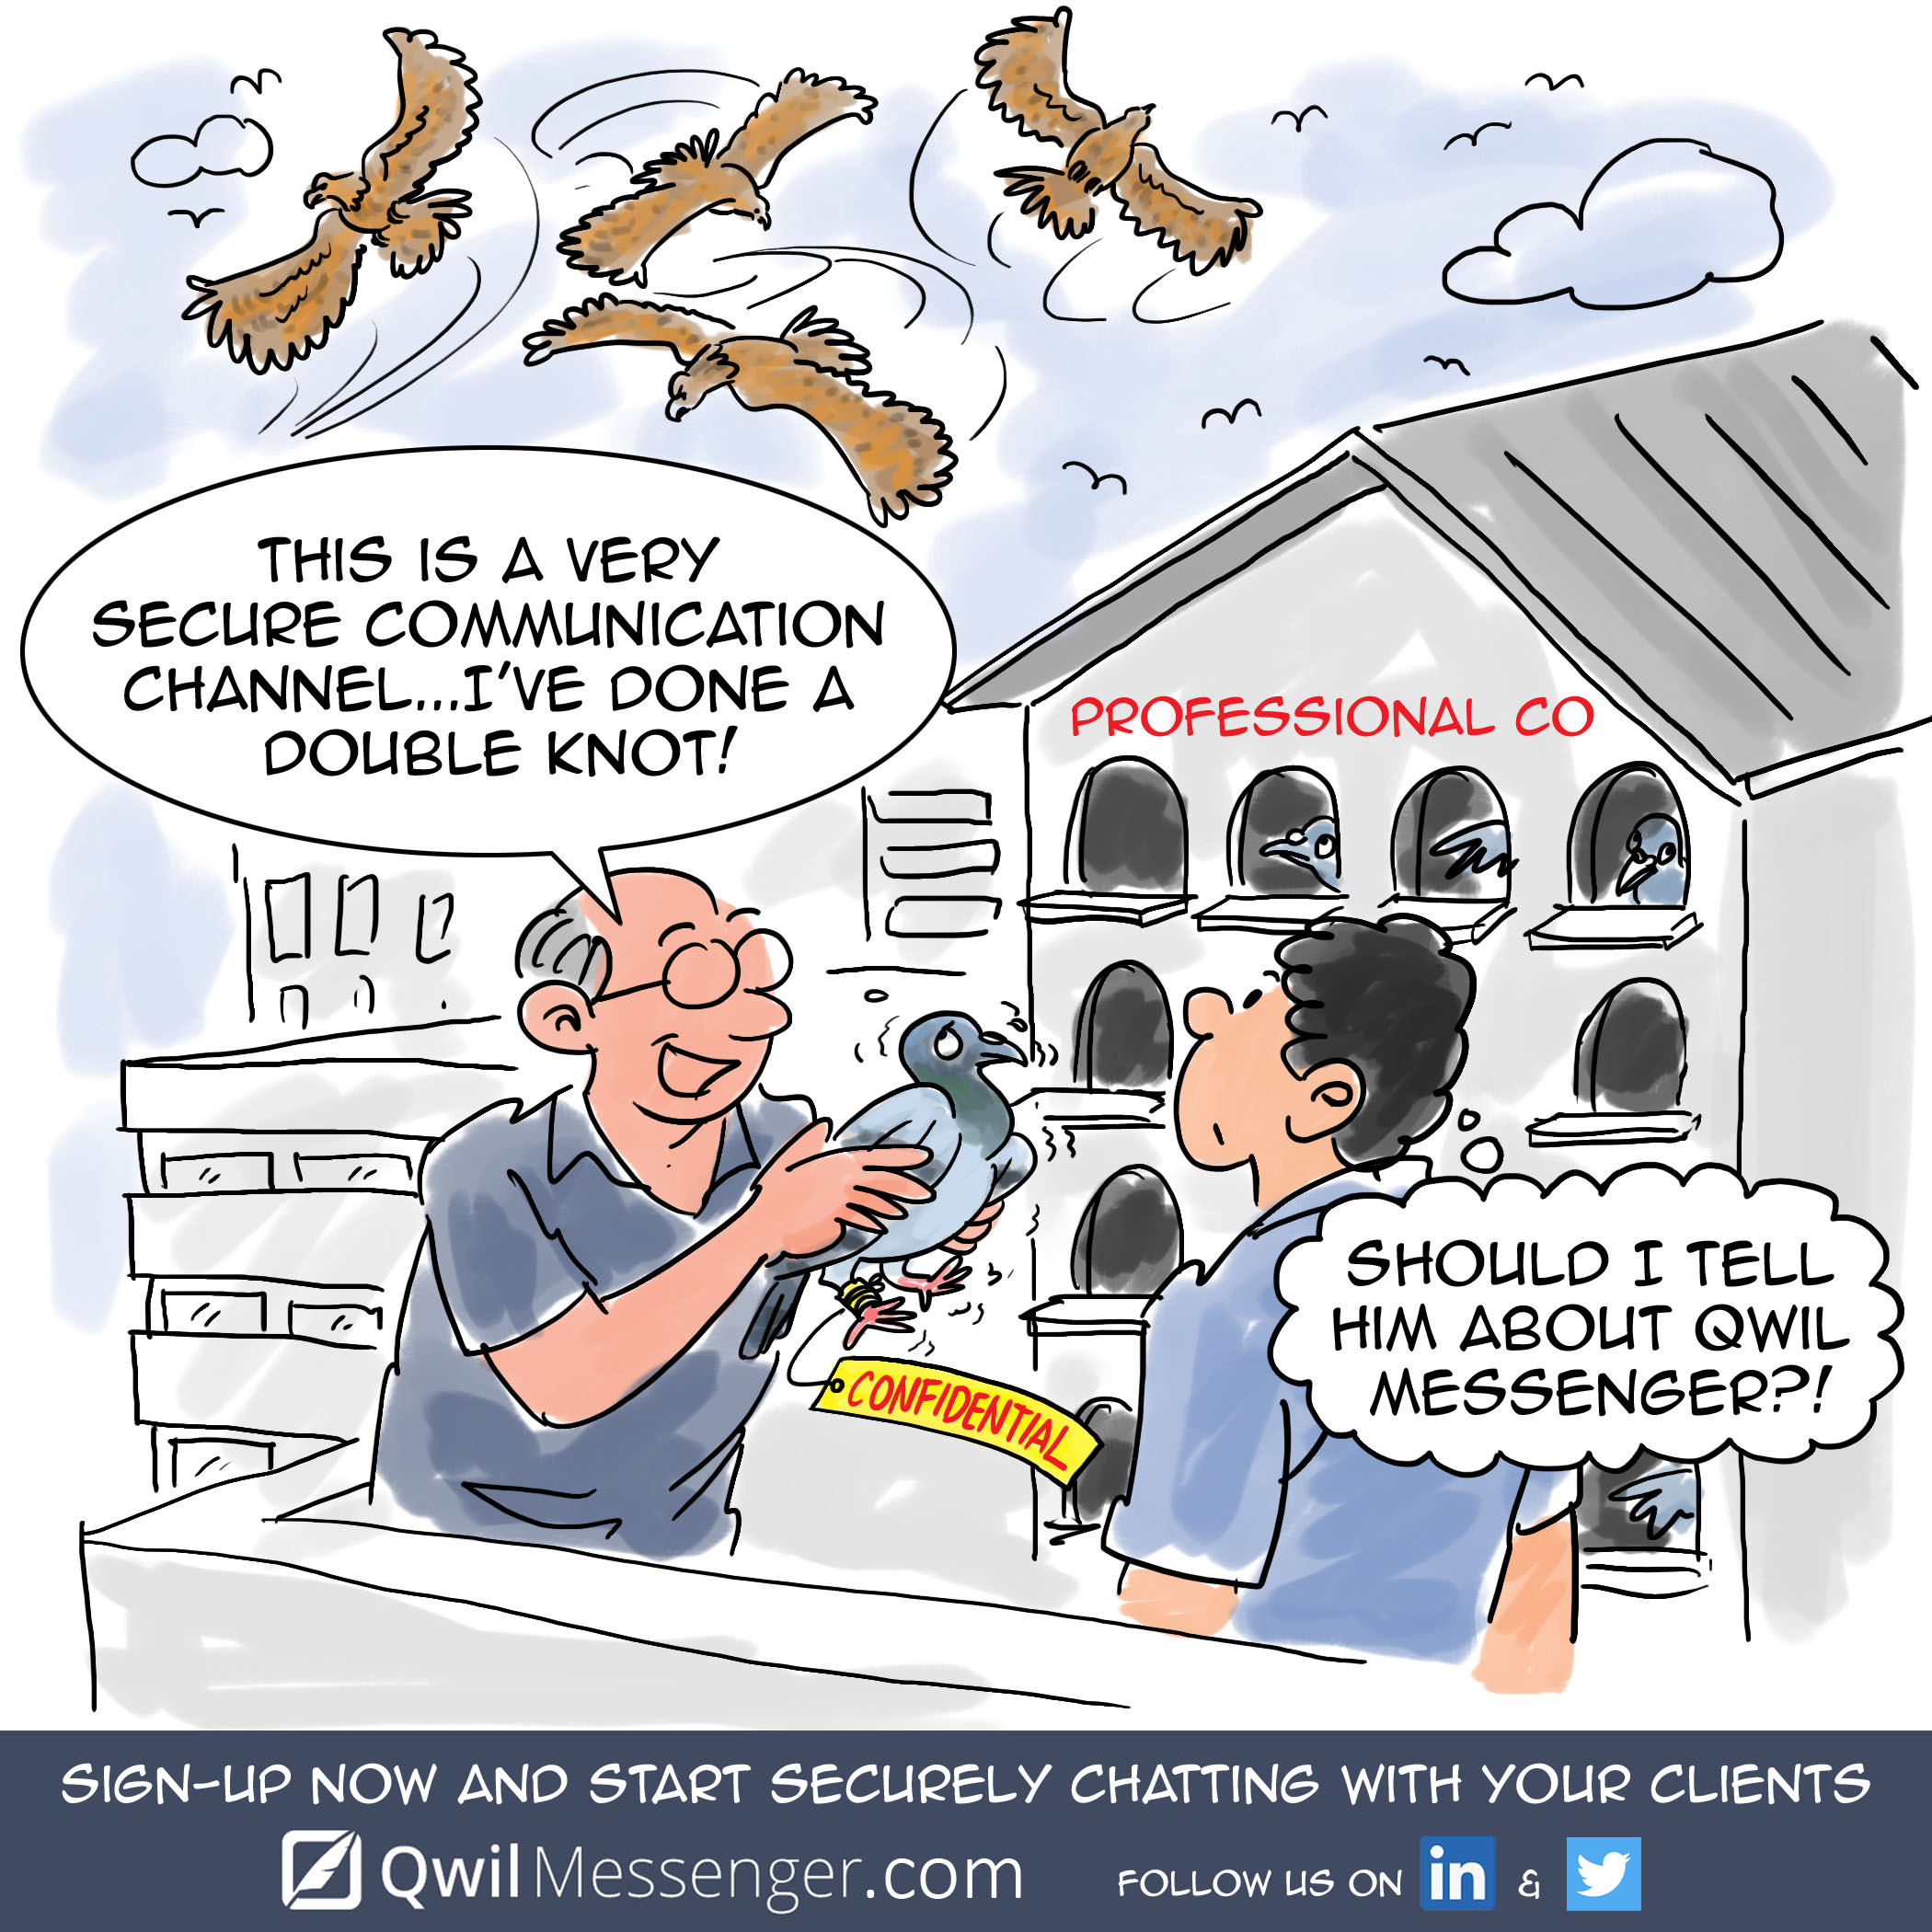 THIS IS A VERY
SECURE COMMUNICATION
CHANNEL...I'VE DONE A
DOUBLE KNOT!
PROFESSIONAL CO
CONFIDENTIAL
SHOULD I TELL
HIM ABOUT QWIL
MESSENGER?!
SIGN-UP NOW AND START SECURELY CHATTING WITH YOUR CLIENTS
QwilMessenger.com
FOLLOW US ON in &